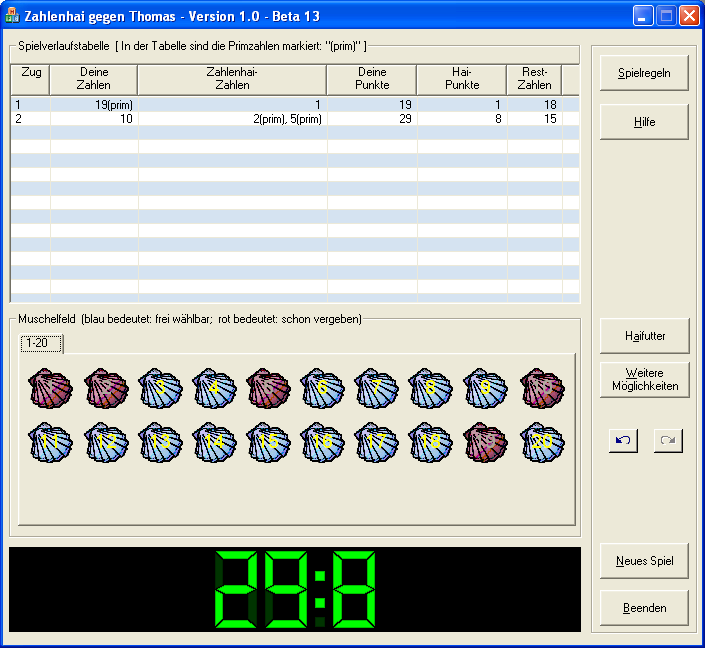 Zahlenhai gegen Thomas - Version 1.0 - Beta 13
Spielverlaufstabelle [ In der Tabelle sind die Primzahlen markiert: "(prim)" ]
Zug Deine Zahlen Zahlenhai-Zahlen Deine Punkte Hai-Punkte Rest-Zahlen
1 19(prim) 1 19 1 18
2 10 2(prim), 5(prim) 29 8 15
Muschelfeld (blau bedeutet: frei wählbar; rot bedeutet: schon vergeben)
1-20
3 4 6 7 8 9
11 12 13 14 15 16 17 18 19 20
29:8
Spielregeln
Hilfe
Haifutter
Weitere
Möglichkeiten
Neues Spiel
Beenden